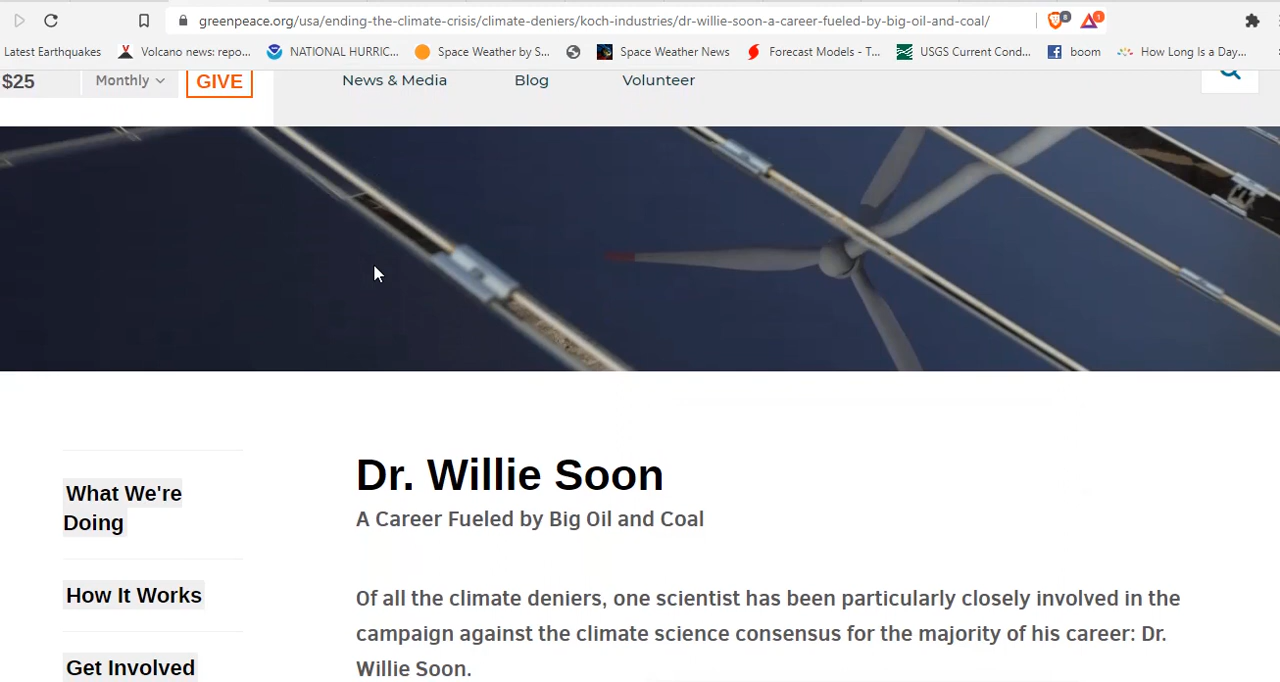 greenpeace.org/usa/ending-the-climate-crisis/climate-deniers/koch-industries/dr-willie-soon-a-career-fueled-by-big-oil-and-coal/
8
1
Latest Earthquakes Volcano news: repo... NATIONAL HURRIC... Space Weather by S... Space Weather News Forecast Models - T... USGS Current Cond... boom How Long Is a Day...
$25 Monthly GIVE News & Media Blog Volunteer
Dr. Willie Soon
A Career Fueled by Big Oil and Coal
What We're
Doing
How It Works
Get Involved
Of all the climate deniers, one scientist has been particularly closely involved in the
campaign against the climate science consensus for the majority of his career: Dr.
Willie Soon.